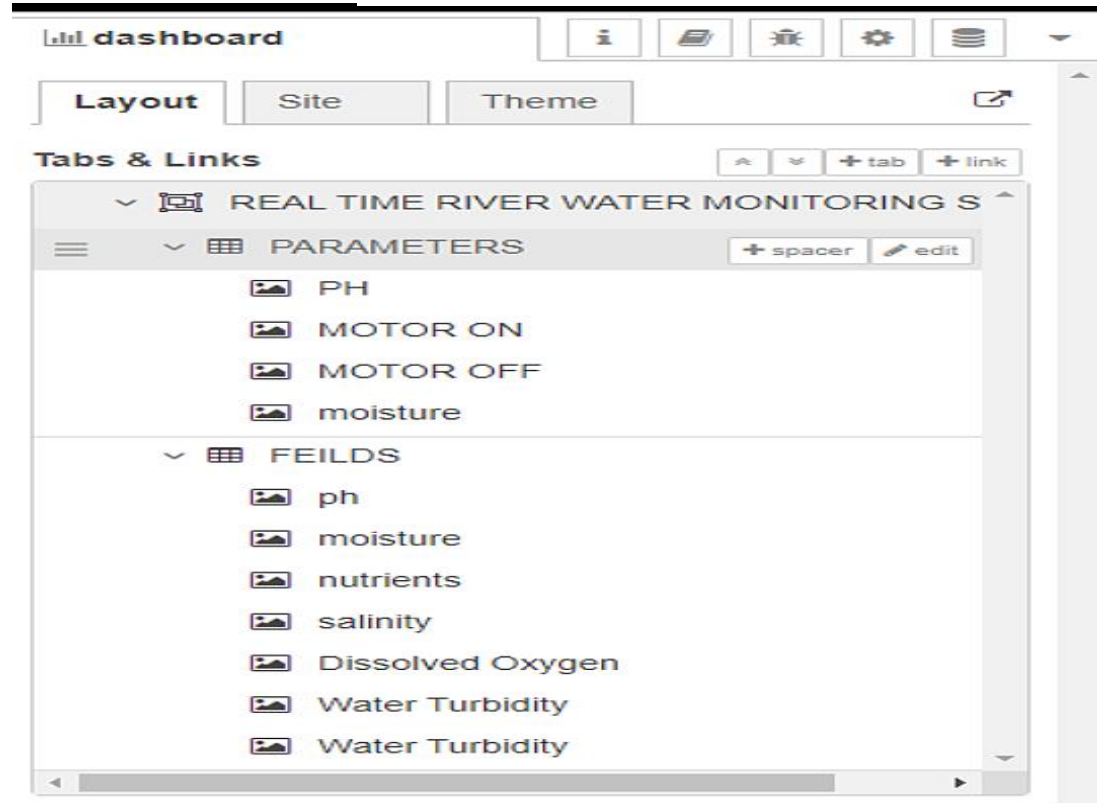 dashboard
Layout Site Theme
Tabs & Links + tab + link
REAL TIME RIVER WATER MONITORING S
PARAMETERS + spacer edit
PH
MOTOR ON
MOTOR OFF
moisture
FEILDS
ph
moisture
nutrients
salinity
Dissolved Oxygen
Water Turbidity
Water Turbidity